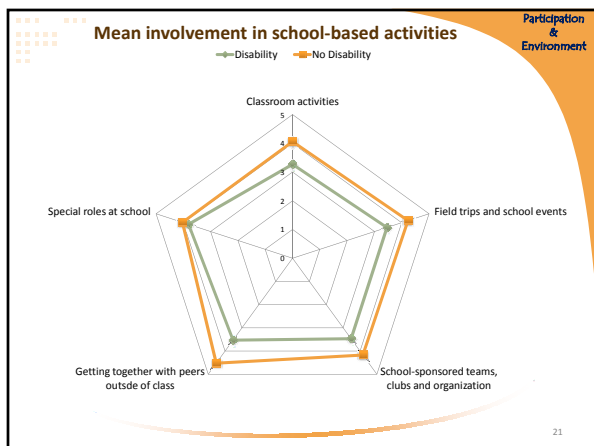 Participation
&
Environment
Mean involvement in school-based activities
Disability No Disability
Classroom activities
5
4
3
2
1
0
Special roles at school
Field trips and school events
Getting together with peers
outsde of class
School-sponsored teams,
clubs and organization
21